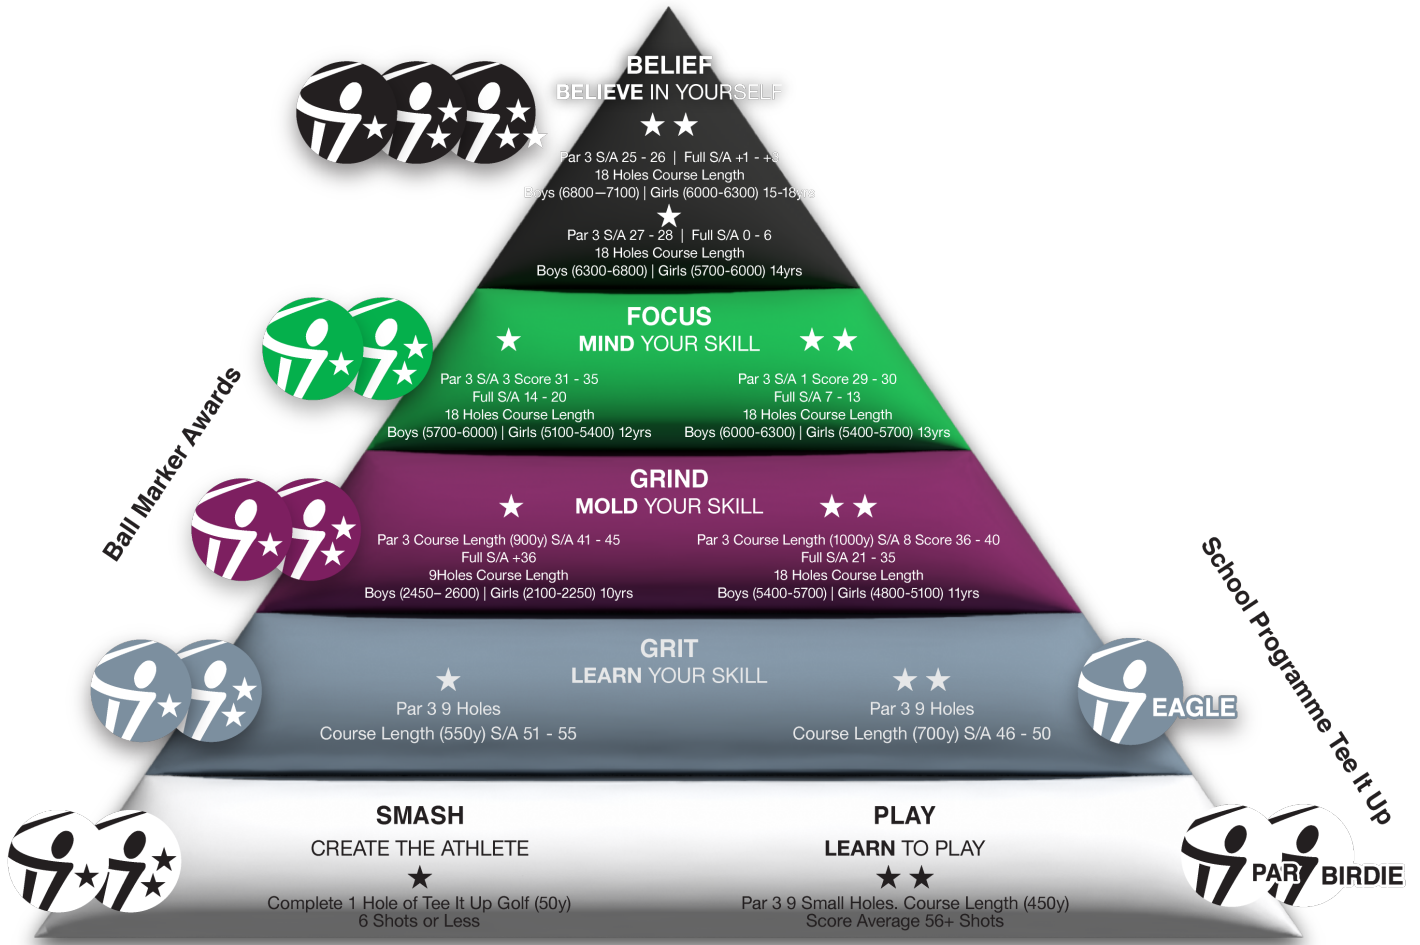 BELIEF
BELIEVE IN YOURSELF
Par 3 S/A 25 - 26 | Full S/A +1 - +3
18 Holes Course Length
Boys (6800—7100) | Girls (6000-6300) 15-18yrs
Par 3 S/A 27 - 28 | Full S/A 0 - 6
18 Holes Course Length
Boys (6300-6800) | Girls (5700-6000) 14yrs
FOCUS
MIND YOUR SKILL
Par 3 S/A 3 Score 31 - 35
Full S/A 14 - 20
18 Holes Course Length
Boys (5700-6000) | Girls (5100-5400) 12yrs
Par 3 S/A 1 Score 29 - 30
Full S/A 7 - 13
18 Holes Course Length
Boys (6000-6300) | Girls (5400-5700) 13yrs
Ball Marker Awards
GRIND
MOLD YOUR SKILL
Par 3 Course Length (900y) S/A 41 - 45
Full S/A +36
9Holes Course Length
Boys (2450– 2600) | Girls (2100-2250) 10yrs
Par 3 Course Length (1000y) S/A 8 Score 36 - 40
Full S/A 21 - 35
18 Holes Course Length
Boys (5400-5700) | Girls (4800-5100) 11yrs
School Programme Tee It Up
GRIT
LEARN YOUR SKILL
Par 3 9 Holes
Course Length (550y) S/A 51 - 55
Par 3 9 Holes
Course Length (700y) S/A 46 - 50
EAGLE
SMASH
CREATE THE ATHLETE
Complete 1 Hole of Tee It Up Golf (50y)
6 Shots or Less
PLAY
LEARN TO PLAY
Par 3 9 Small Holes. Course Length (450y)
Score Average 56+ Shots
PAR
BIRDIE